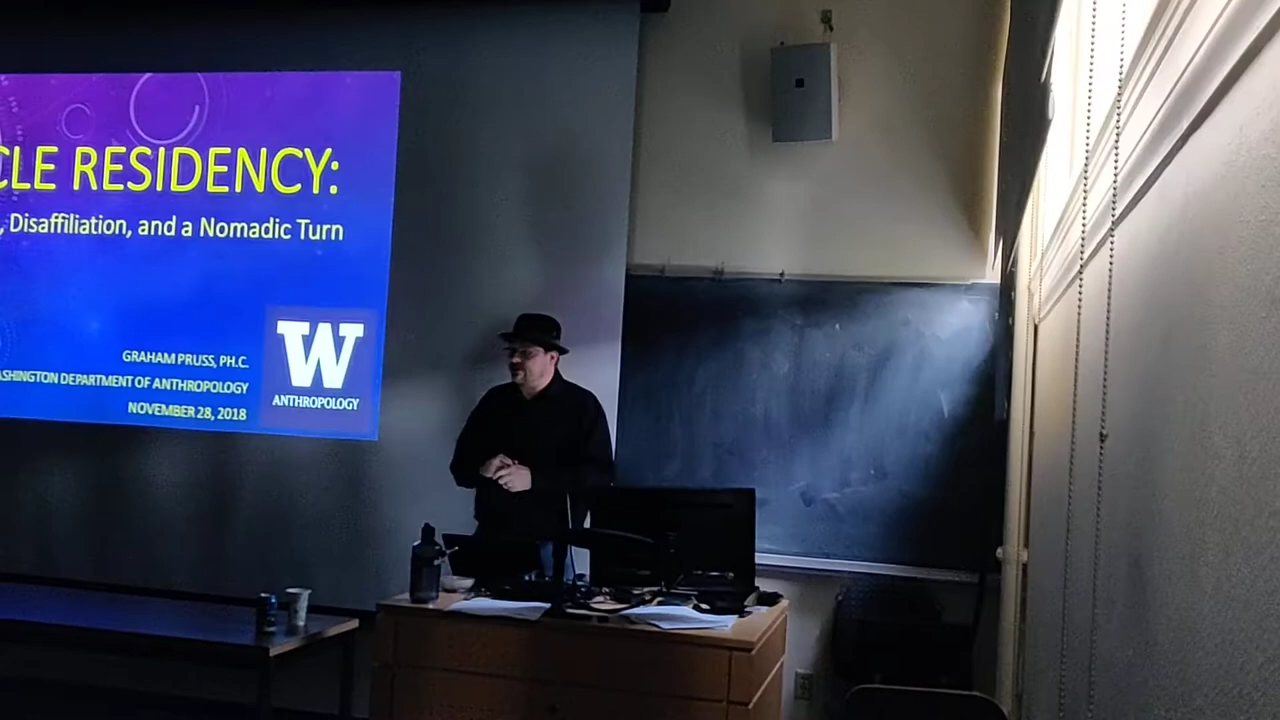 CLE RESIDENCY:
, Disaffiliation, and a Nomadic Turn
GRAHAM PRUSS, PH.C.
ASHINGTON DEPARTMENT OF ANTHROPOLOGY
NOVEMBER 28, 2018
W
ANTHROPOLOGY